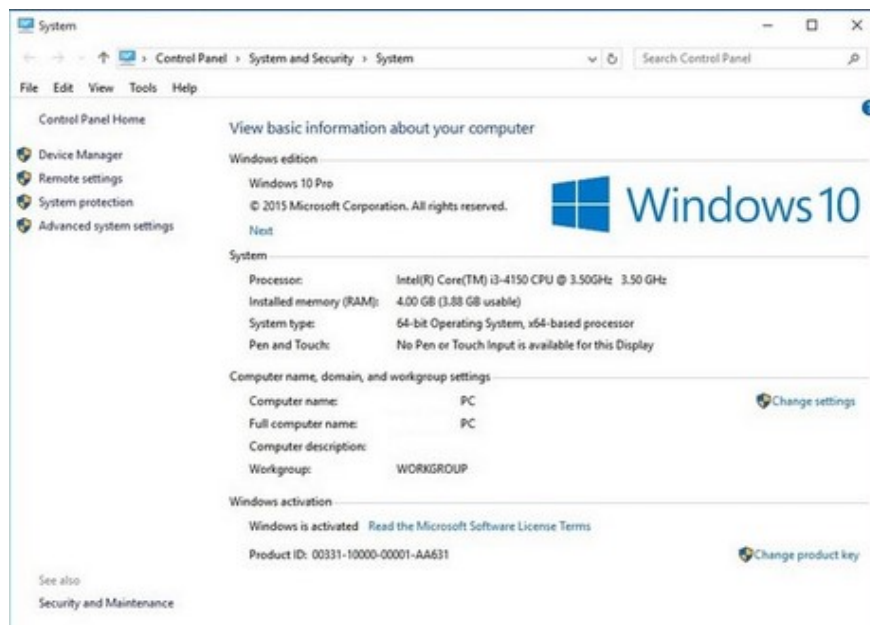 System
Control Panel › System and Security › System
Search Control Panel
File Edit View Tools Help
Control Panel Home
Device Manager
Remote settings
System protection
Advanced system settings
View basic information about your computer
Windows edition
Windows 10 Pro
© 2015 Microsoft Corporation. All rights reserved.
Next
Windows 10
System
Processor: Intel(R) Core(TM) i3-4150 CPU @ 3.50GHz 3.50 GHz
Installed memory (RAM): 4.00 GB (3.88 GB usable)
System type: 64-bit Operating System, x64-based processor
Pen and Touch: No Pen or Touch Input is available for this Display
Computer name, domain, and workgroup settings
Computer name: PC
Change settings
Full computer name: PC
Computer description:
Workgroup: WORKGROUP
Windows activation
Windows is activated Read the Microsoft Software License Terms
Product ID: 00331-10000-00001-AA631
Change product key
See also
Security and Maintenance